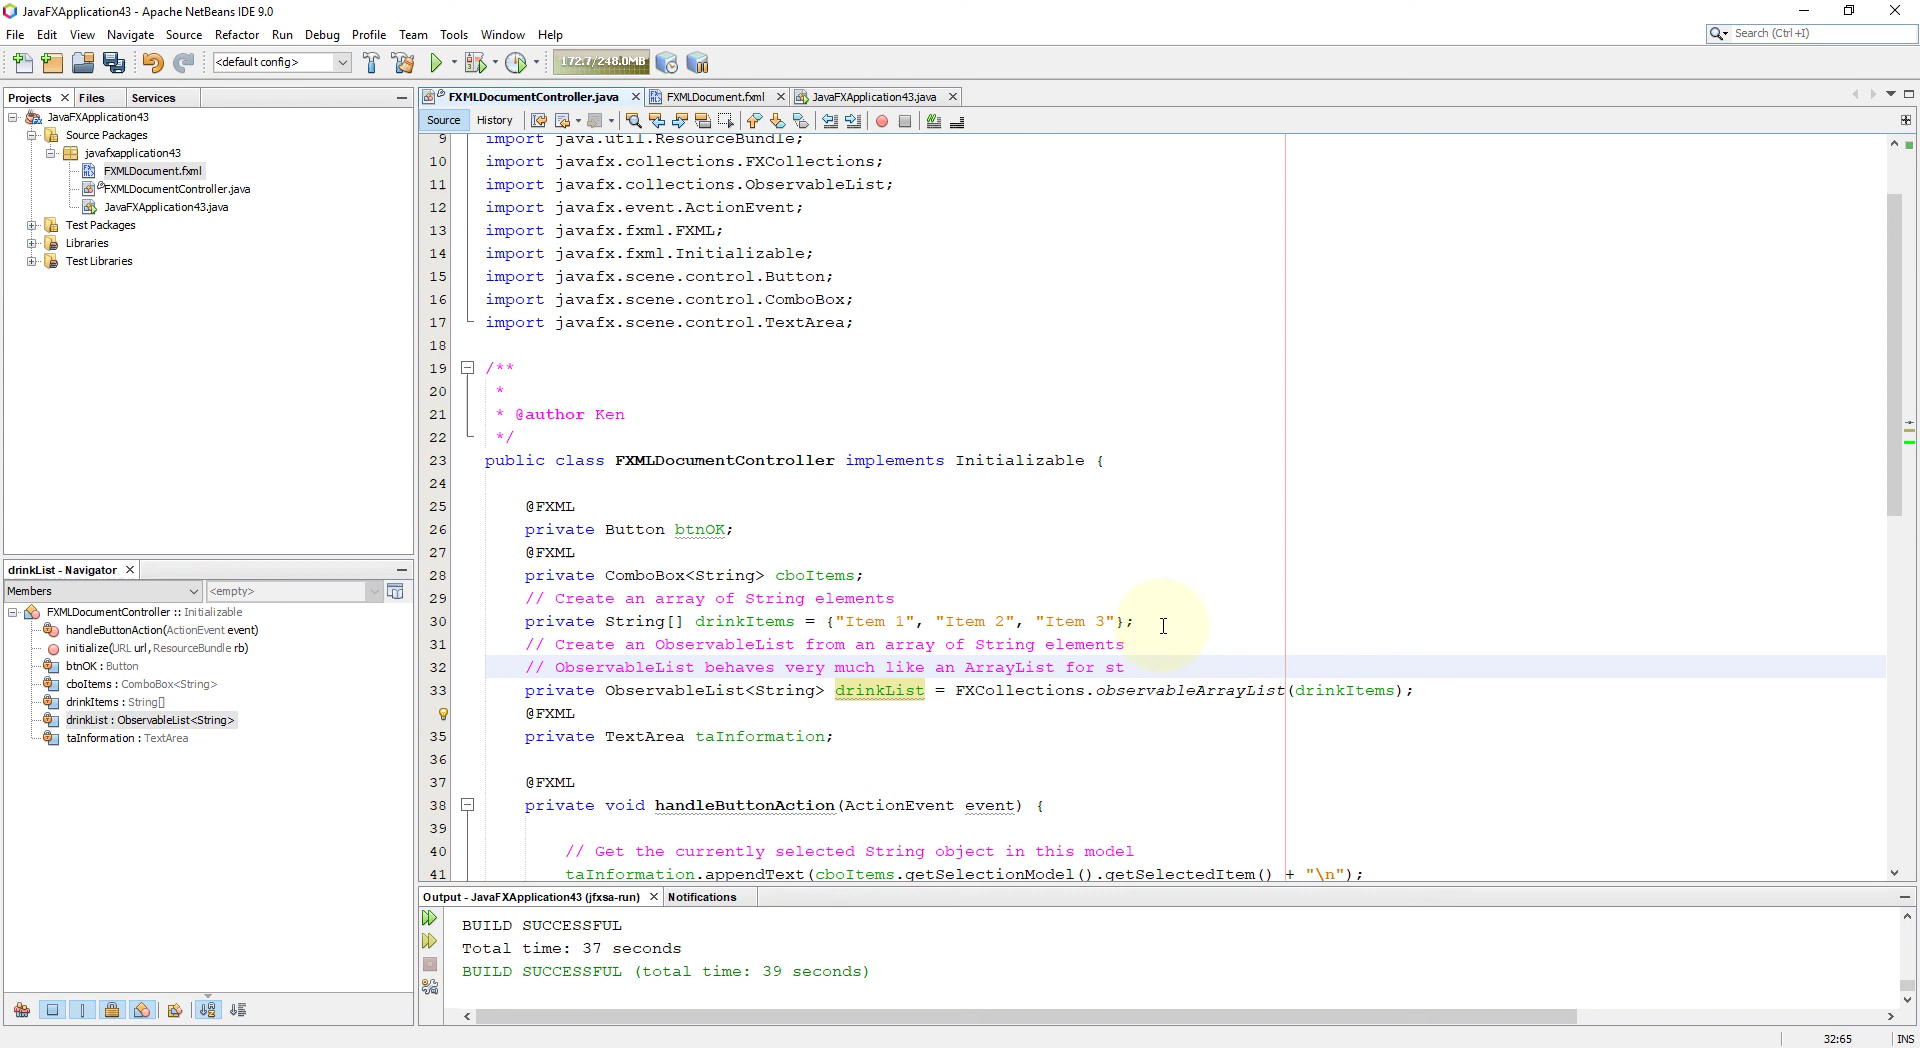 JavaFXApplication43 - Apache NetBeans IDE 9.0
File Edit View Navigate Source Refactor Run Debug Profile Team Tools Window Help
Search (Ctrl+I)
<default config>
172.7/248.0MB
Projects Files Services
JavaFXApplication43
Source Packages
javafxapplication43
FXMLDocument.fxml
FXMLDocumentController.java
JavaFXApplication43.java
Test Packages
Libraries
Test Libraries
drinkList - Navigator
Members <empty>
FXMLDocumentController :: Initializable
handleButtonAction(ActionEvent event)
initialize(URL url, ResourceBundle rb)
btnOK : Button
cboItems : ComboBox<String>
drinkItems : String[]
drinkList : ObservableList<String>
taInformation : TextArea
FXMLDocumentController.java FXMLDocument.fxml JavaFXApplication43.java
Source History
9 import java.util.ResourceBundle;
10 import javafx.collections.FXCollections;
11 import javafx.collections.ObservableList;
12 import javafx.event.ActionEvent;
13 import javafx.fxml.FXML;
14 import javafx.fxml.Initializable;
15 import javafx.scene.control.Button;
16 import javafx.scene.control.ComboBox;
17 import javafx.scene.control.TextArea;
18
19 /**
20 *
21 * @author Ken
22 */
23 public class FXMLDocumentController implements Initializable {
24
25 @FXML
26 private Button btnOK;
27 @FXML
28 private ComboBox<String> cboItems;
29 // Create an array of String elements
30 private String[] drinkItems = {"Item 1", "Item 2", "Item 3"};
31 // Create an ObservableList from an array of String elements
32 // ObservableList behaves very much like an ArrayList for st
33 private ObservableList<String> drinkList = FXCollections.observableArrayList(drinkItems);
@FXML
35 private TextArea taInformation;
36
37 @FXML
38 private void handleButtonAction(ActionEvent event) {
39
40 // Get the currently selected String object in this model
41 taInformation.appendText(cboItems.getSelectionModel().getSelectedItem() + "\n");
Output - JavaFXApplication43 (jfxsa-run) Notifications
BUILD SUCCESSFUL
Total time: 37 seconds
BUILD SUCCESSFUL (total time: 39 seconds)
32:65 INS